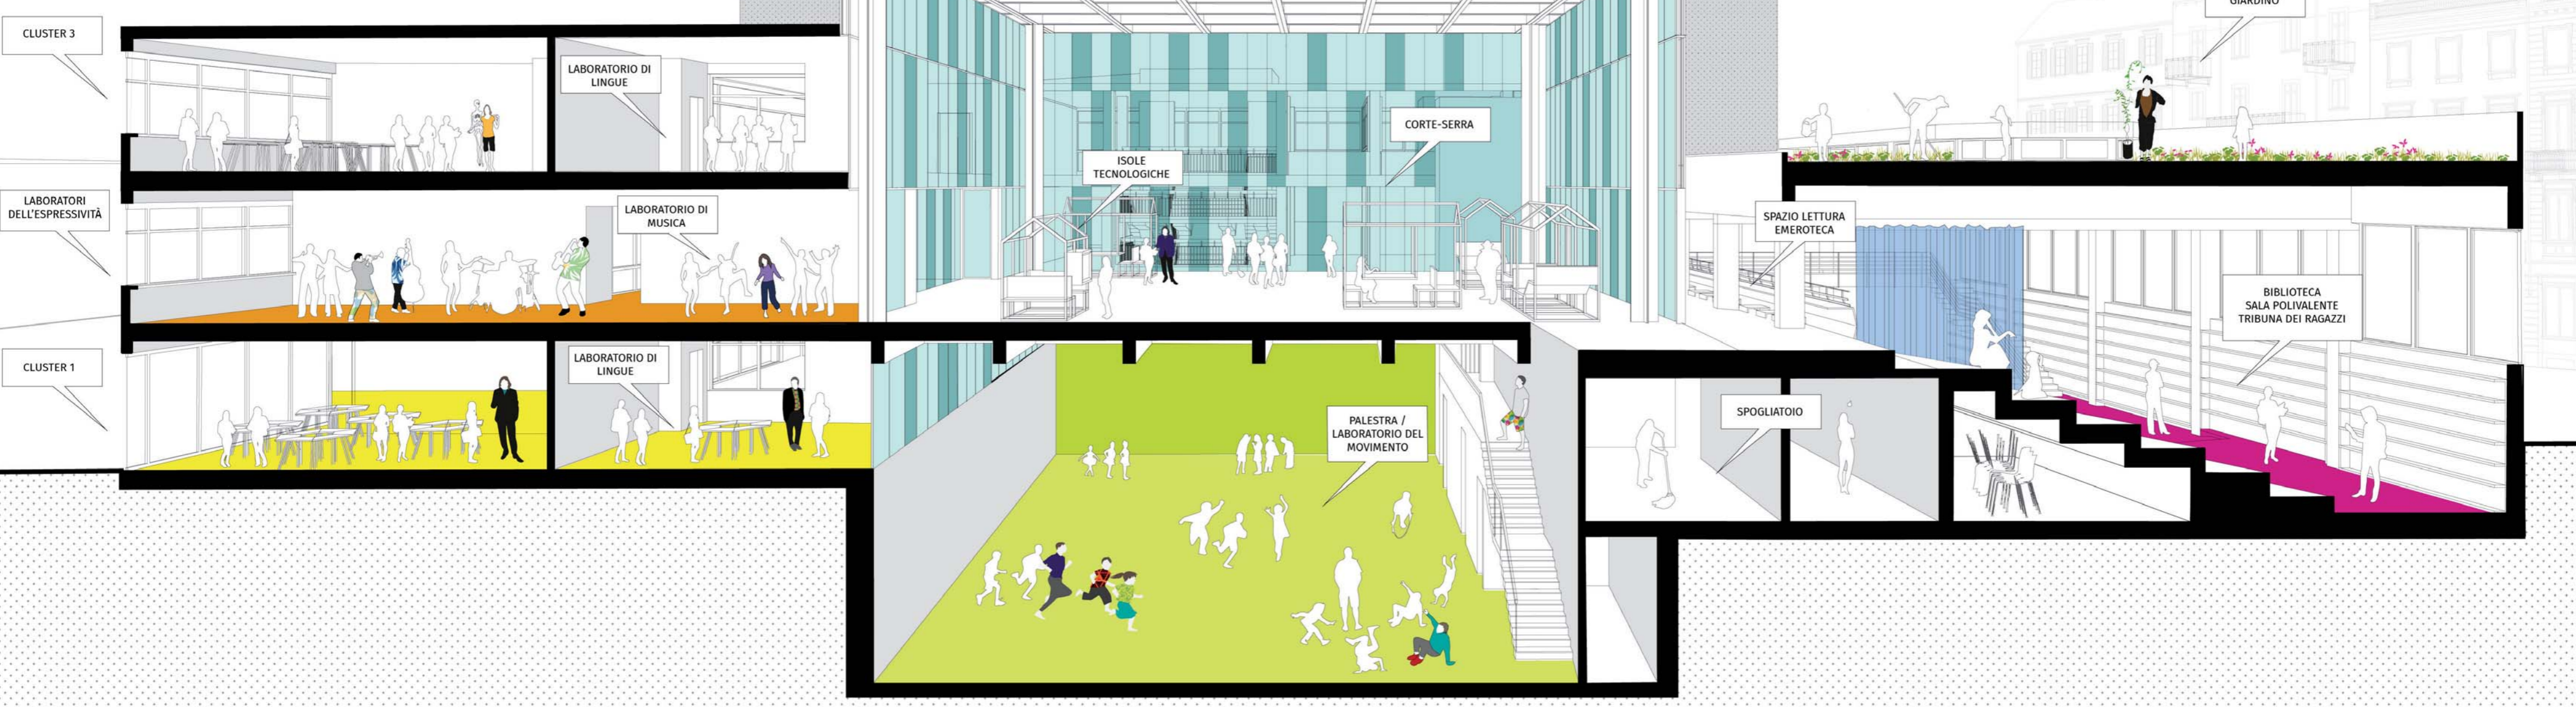 GIARDINO
CLUSTER 3
LABORATORIO DI
LINGUE
CORTE-SERRA
ISOLE
TECNOLOGICHE
LABORATORI
DELL'ESPRESSIVITÀ
LABORATORIO DI
MUSICA
SPAZIO LETTURA
EMEROTECA
BIBLIOTECA
SALA POLIVALENTE
TRIBUNA DEI RAGAZZI
CLUSTER 1
LABORATORIO DI
LINGUE
PALESTRA /
LABORATORIO DEL
MOVIMENTO
SPOGLIATOIO